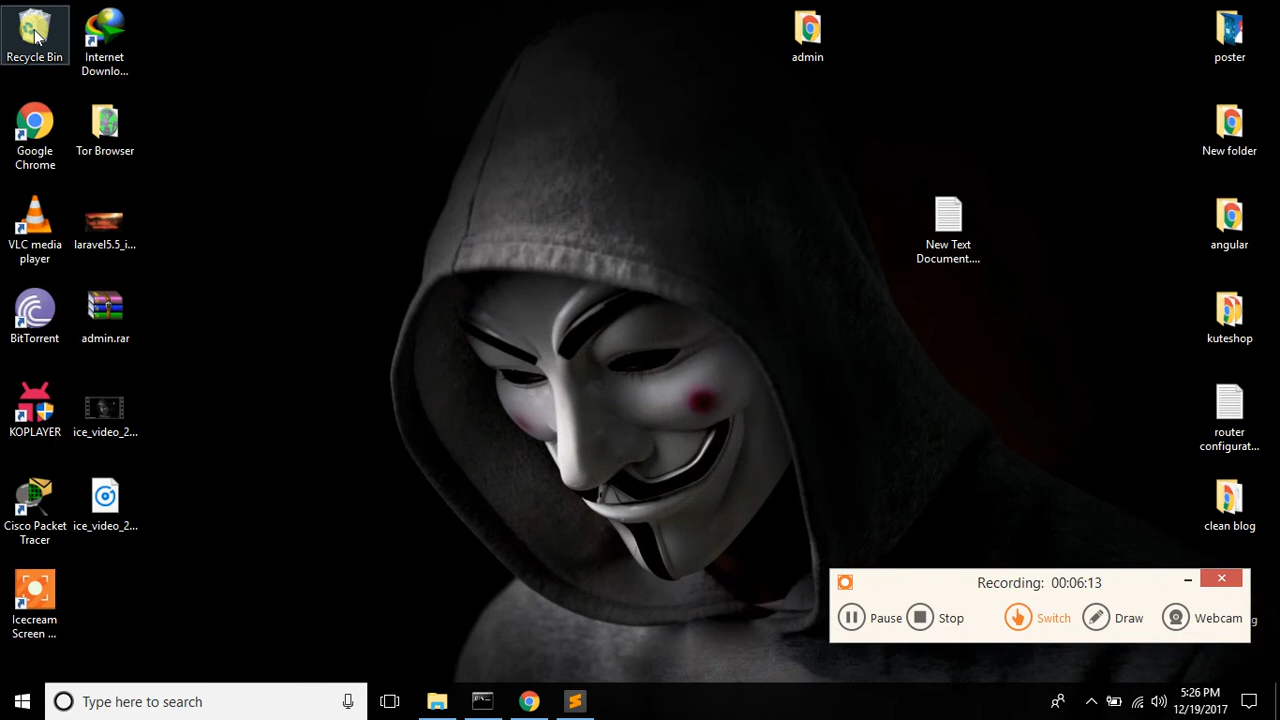 Recycle Bin
Internet
Downlo...
Google
Chrome
Tor Browser
VLC media
player
laravel5.5_i...
BitTorrent
admin.rar
KOPLAYER
ice_video_2...
Cisco Packet
Tracer
ice_video_2...
Icecream
Screen ...
admin
New Text
Document....
poster
New folder
angular
kuteshop
router
configurat...
clean blog
Recording: 00:06:13
Pause
Stop
Switch
Draw
Webcam
g
Type here to search
5:26 PM
12/19/2017